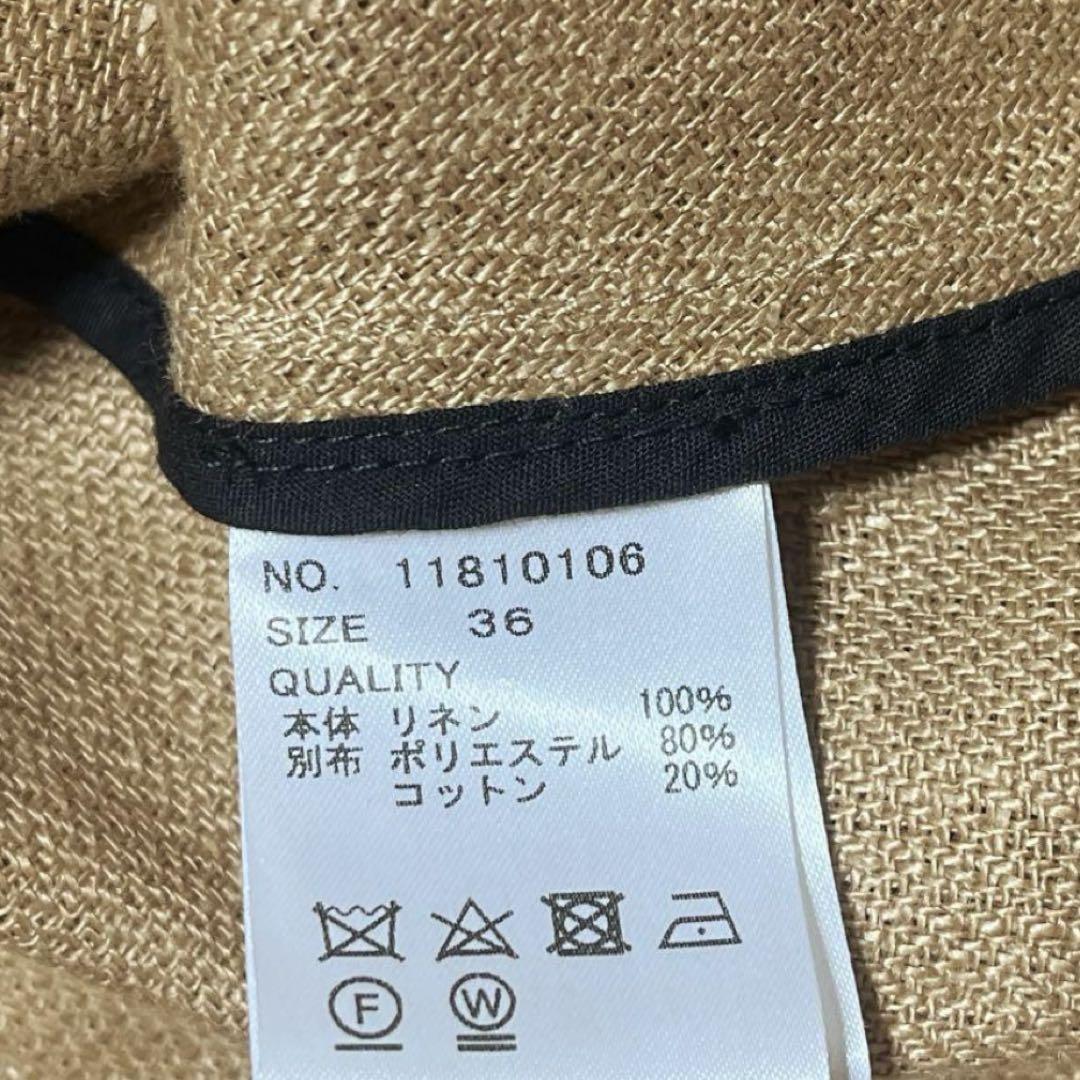 NO. 11810106
SIZE 36
QUALITY
本体 リネン 100%
別布 ポリエステル 80%
コットン 20%
F W